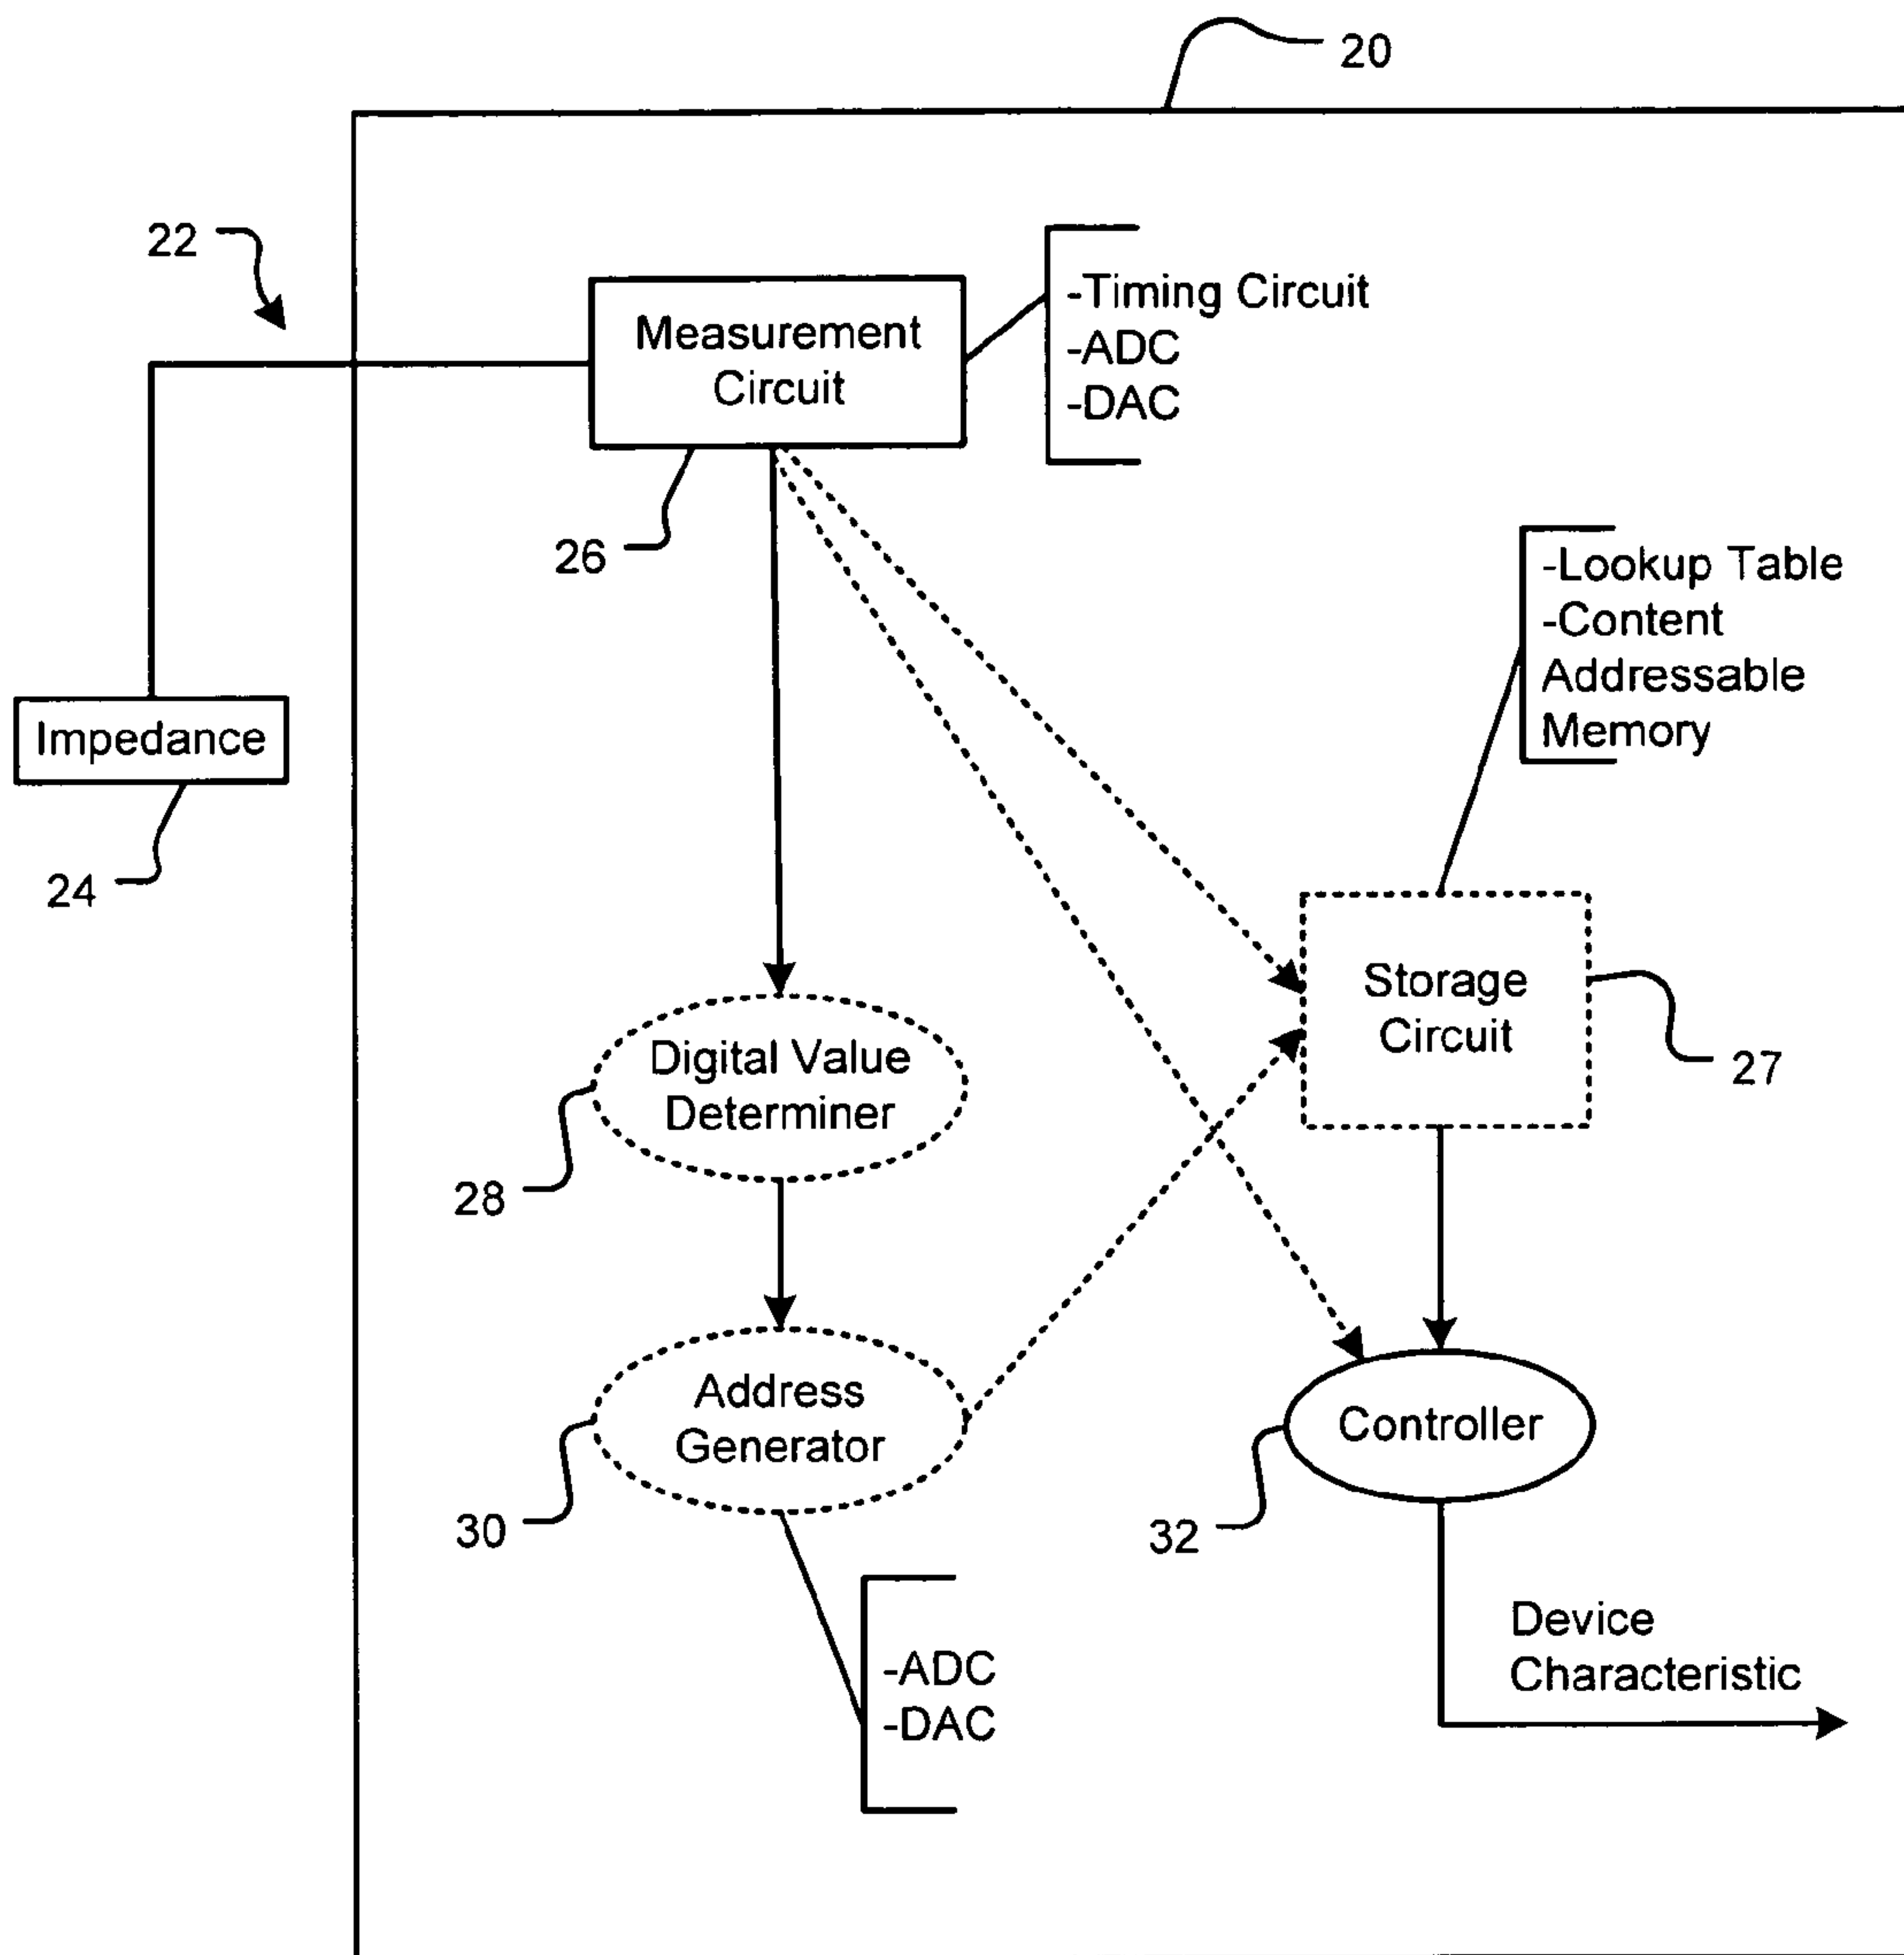 20
22
Measurement
Circuit
-Timing Circuit
-ADC
-DAC
26
-Lookup Table
-Content
Addressable
Memory
Impedance
24
Storage
Circuit
27
Digital Value
Determiner
28
Address
Generator
30
Controller
32
Device
Characteristic
-ADC
-DAC